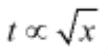 t ∝ √x